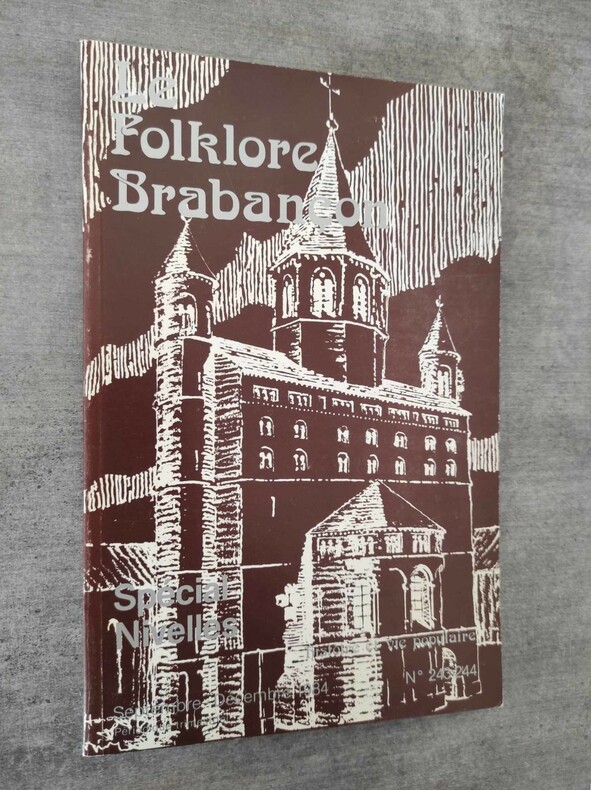 Le
Folklore
Brabançon
Spécial
Nivelles
histoire et vie populaire
N° 243-244
Septembre-Décembre 1984